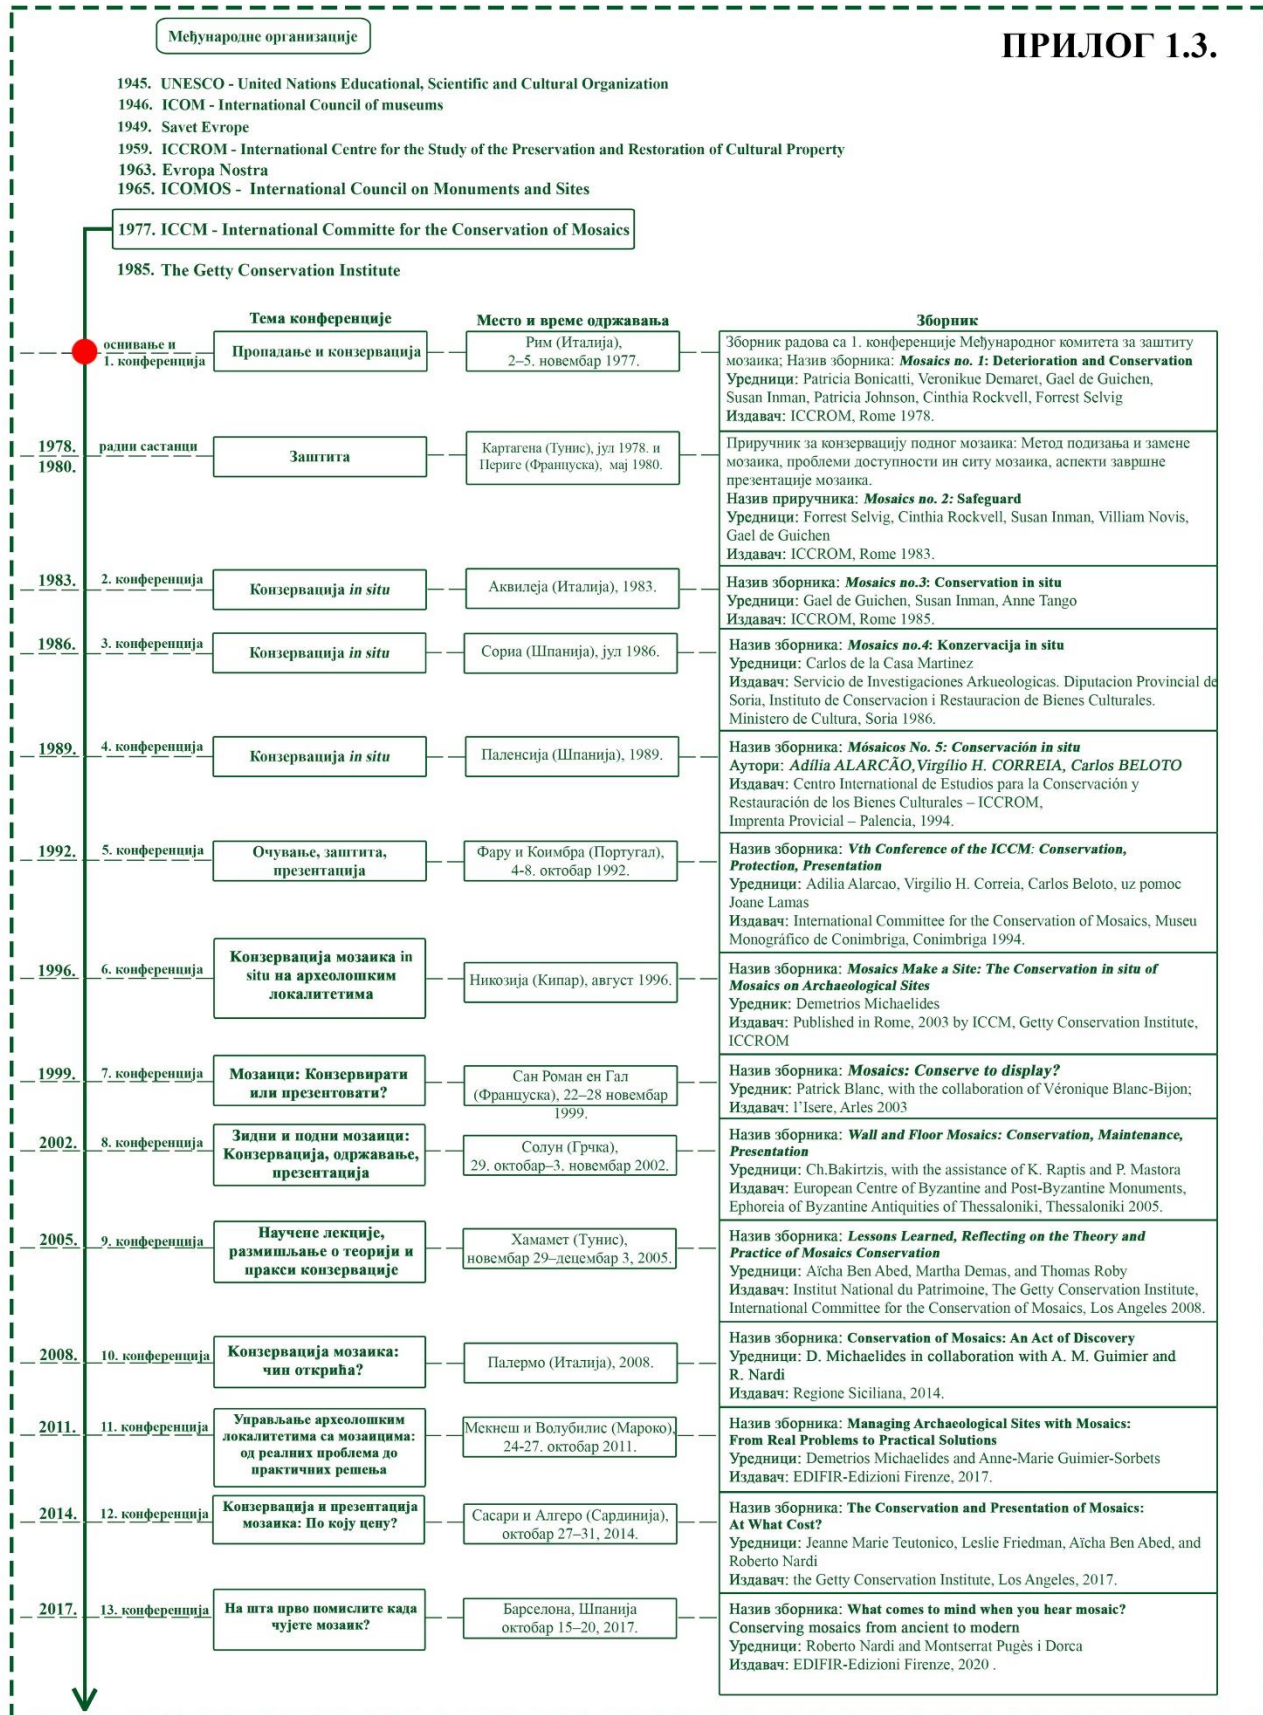 Међународне организације
ПРИЛОГ 1.3.
1945. UNESCO - United Nations Educational, Scientific and Cultural Organization
1946. ICOM - International Council of museums
1949. Savet Evrope
1959. ICCROM - International Centre for the Study of the Preservation and Restoration of Cultural Property
1963. Evropa Nostra
1965. ICOMOS - International Council on Monuments and Sites
1977. ICCM - International Committe for the Conservation of Mosaics
1985. The Getty Conservation Institute
Тема конференције
Место и време одржавања
Зборник
оснивање и
1. конференција
Пропадање и конзервација
Рим (Италија),
2–5. новембар 1977.
Зборник радова са 1. конференције Међународног комитета за заштиту
мозаика; Назив зборника: Mosaics no. 1: Deterioration and Conservation
Уредници: Patricia Bonicatti, Veronikue Demaret, Gael de Guichen,
Susan Inman, Patricia Johnson, Cinthia Rockvell, Forrest Selvig
Издавач: ICCROM, Rome 1978.
1978.
1980.
радни састанци
Заштита
Картагена (Тунис), јул 1978. и
Периге (Француска), мај 1980.
Приручник за конзервацију подног мозаика: Метод подизања и замене
мозаика, проблеми доступности ин ситу мозаика, аспекти завршне
презентације мозаика.
Назив приручника: Mosaics no. 2: Safeguard
Уредници: Forrest Selvig, Cinthia Rockvell, Susan Inman, Villiam Novis,
Gael de Guichen
Издавач: ICCROM, Rome 1983.
1983.
2. конференција
Конзервација in situ
Аквилеја (Италија), 1983.
Назив зборника: Mosaics no.3: Conservation in situ
Уредници: Gael de Guichen, Susan Inman, Anne Tango
Издавач: ICCROM, Rome 1985.
1986.
3. конференција
Конзервација in situ
Сориа (Шпанија), јул 1986.
Назив зборника: Mosaics no.4: Konzervacija in situ
Уредници: Carlos de la Casa Martinez
Издавач: Servicio de Investigaciones Arkueologicas. Diputacion Provincial de
Soria, Instituto de Conservacion i Restauracion de Bienes Culturales.
Ministero de Cultura, Soria 1986.
1989.
4. конференција
Конзервација in situ
Паленсија (Шпанија), 1989.
Назив зборника: Mósaicos No. 5: Conservación in situ
Аутори: Adília ALARCÃO,Virgílio H. CORREIA, Carlos BELOTO
Издавач: Centro International de Estudios para la Conservación y
Restauración de los Bienes Culturales – ICCROM,
Imprenta Provicial – Palencia, 1994.
1992.
5. конференција
Очување, заштита,
презентација
Фару и Коимбра (Португал),
4-8. октобар 1992.
Назив зборника: Vth Conference of the ICCM: Conservation,
Protection, Presentation
Уредници: Adilia Alarcao, Virgilio H. Correia, Carlos Beloto, uz pomoc
Joane Lamas
Издавач: International Committee for the Conservation of Mosaics, Museu
Monográfico de Conimbriga, Conimbriga 1994.
1996.
6. конференција
Конзервација мозаика in
situ на археолошким
локалитетима
Никозија (Кипар), август 1996.
Назив зборника: Mosaics Make a Site: The Conservation in situ of
Mosaics on Archaeological Sites
Уредник: Demetrios Michaelides
Издавач: Published in Rome, 2003 by ICCM, Getty Conservation Institute,
ICCROM
1999.
7. конференција
Мозаици: Конзервирати
или презентовати?
Сан Роман ен Гал
(Француска), 22–28 новембар
1999.
Назив зборника: Mosaics: Conserve to display?
Уредник: Patrick Blanc, with the collaboration of Véronique Blanc-Bijon;
Издавач: l’Isere, Arles 2003
2002.
8. конференција
Зидни и подни мозаици:
Конзервација, одржавање,
презентација
Солун (Грчка),
29. октобар–3. новембар 2002.
Назив зборника: Wall and Floor Mosaics: Conservation, Maintenance,
Presentation
Уредници: Ch.Bakirtzis, with the assistance of K. Raptis and P. Mastora
Издавач: European Centre of Byzantine and Post-Byzantine Monuments,
Ephoreia of Byzantine Antiquities of Thessaloniki, Thessaloniki 2005.
2005.
9. конференција
Научене лекције,
размишљање о теорији и
пракси конзервације
Хамамет (Тунис),
новембар 29–децембар 3, 2005.
Назив зборника: Lessons Learned, Reflecting on the Theory and
Practice of Mosaics Conservation
Уредници: Aïcha Ben Abed, Martha Demas, and Thomas Roby
Издавач: Institut National du Patrimoine, The Getty Conservation Institute,
International Committee for the Conservation of Mosaics, Los Angeles 2008.
2008.
10. конференција
Конзервација мозаика:
чин открића?
Палермо (Италија), 2008.
Назив зборника: Conservation of Mosaics: An Act of Discovery
Уредници: D. Michaelides in collaboration with A. M. Guimier and
R. Nardi
Издавач: Regione Siciliana, 2014.
2011.
11. конференција
Управљање археолошким
локалитетима са мозаицима:
од реалних проблема до
практичних решења
Мекнеш и Волубилис (Мароко),
24-27. октобар 2011.
Назив зборника: Managing Archaeological Sites with Mosaics:
From Real Problems to Practical Solutions
Уредници: Demetrios Michaelides and Anne-Marie Guimier-Sorbets
Издавач: EDIFIR-Edizioni Firenze, 2017.
2014.
12. конференција
Конзервација и презентација
мозаика: По коју цену?
Сасари и Алгеро (Сардинија),
октобар 27–31, 2014.
Назив зборника: The Conservation and Presentation of Mosaics:
At What Cost?
Уредници: Jeanne Marie Teutonico, Leslie Friedman, Aïcha Ben Abed, and
Roberto Nardi
Издавач: the Getty Conservation Institute, Los Angeles, 2017.
2017.
13. конференција
На шта прво помислите када
чујете мозаик?
Барселона, Шпанија
октобар 15–20, 2017.
Назив зборника: What comes to mind when you hear mosaic?
Conserving mosaics from ancient to modern
Уредници: Roberto Nardi and Montserrat Pugès i Dorca
Издавач: EDIFIR-Edizioni Firenze, 2020 .